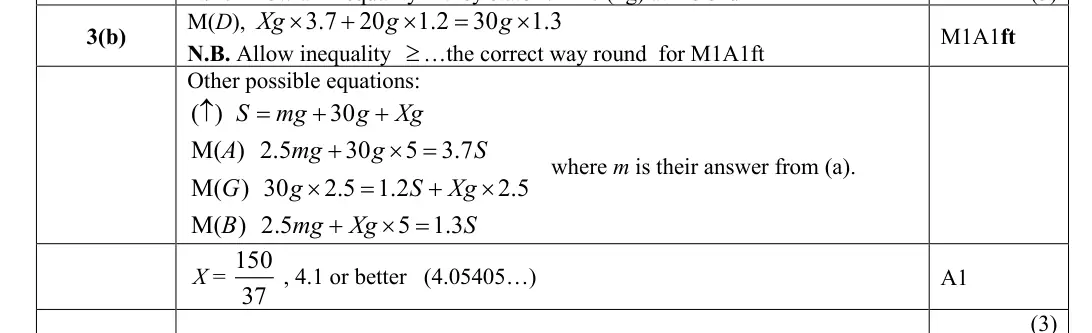 3(b)
M(D), Xg × 3.7 + 20g × 1.2 = 30g × 1.3
N.B. Allow inequality ≥…the correct way round for M1A1ft
M1A1ft
Other possible equations:
(↑) S = mg + 30g + Xg
M(A) 2.5mg + 30g × 5 = 3.7S
M(G) 30g × 2.5 = 1.2S + Xg × 2.5
M(B) 2.5mg + Xg × 5 = 1.3S
where m is their answer from (a).
X = 150/37 , 4.1 or better (4.05405…)
A1
(3)